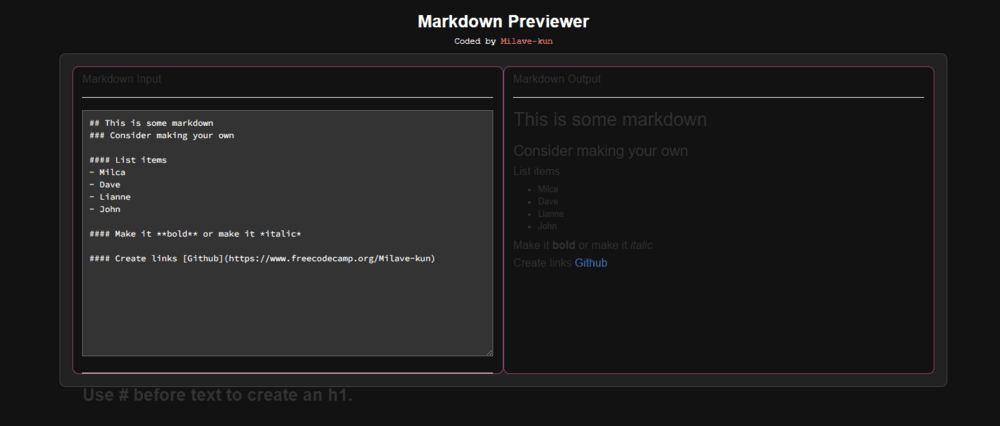 Markdown Previewer
Coded by Milave-kun
Markdown Input
## This is some markdown
### Consider making your own
#### List items
- Milca
- Dave
- Lianne
- John
#### Make it **bold** or make it *italic*
#### Create links [Github](https://www.freecodecamp.org/Milave-kun)
Use # before text to create an h1.
Markdown Output
This is some markdown
Consider making your own
List items
• Milca
• Dave
• Lianne
• John
Make it bold or make it italic
Create links Github